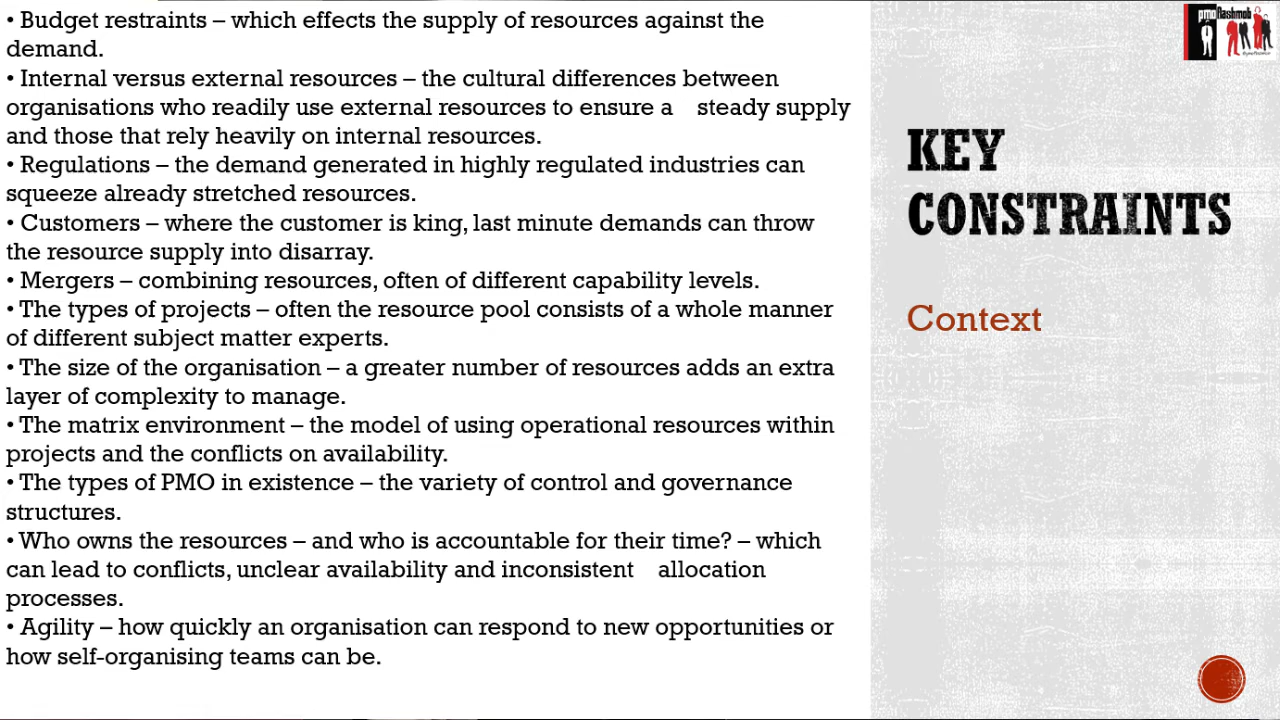 • Budget restraints – which effects the supply of resources against the
demand.
• Internal versus external resources – the cultural differences between
organisations who readily use external resources to ensure a    steady supply
and those that rely heavily on internal resources.
• Regulations – the demand generated in highly regulated industries can
squeeze already stretched resources.
• Customers – where the customer is king, last minute demands can throw
the resource supply into disarray.
• Mergers – combining resources, often of different capability levels.
• The types of projects – often the resource pool consists of a whole manner
of different subject matter experts.
• The size of the organisation – a greater number of resources adds an extra
layer of complexity to manage.
• The matrix environment – the model of using operational resources within
projects and the conflicts on availability.
• The types of PMO in existence – the variety of control and governance
structures.
• Who owns the resources – and who is accountable for their time? – which
can lead to conflicts, unclear availability and inconsistent    allocation
processes.
• Agility – how quickly an organisation can respond to new opportunities or
how self-organising teams can be.
pmo flashmob
KEY
CONSTRAINTS
Context